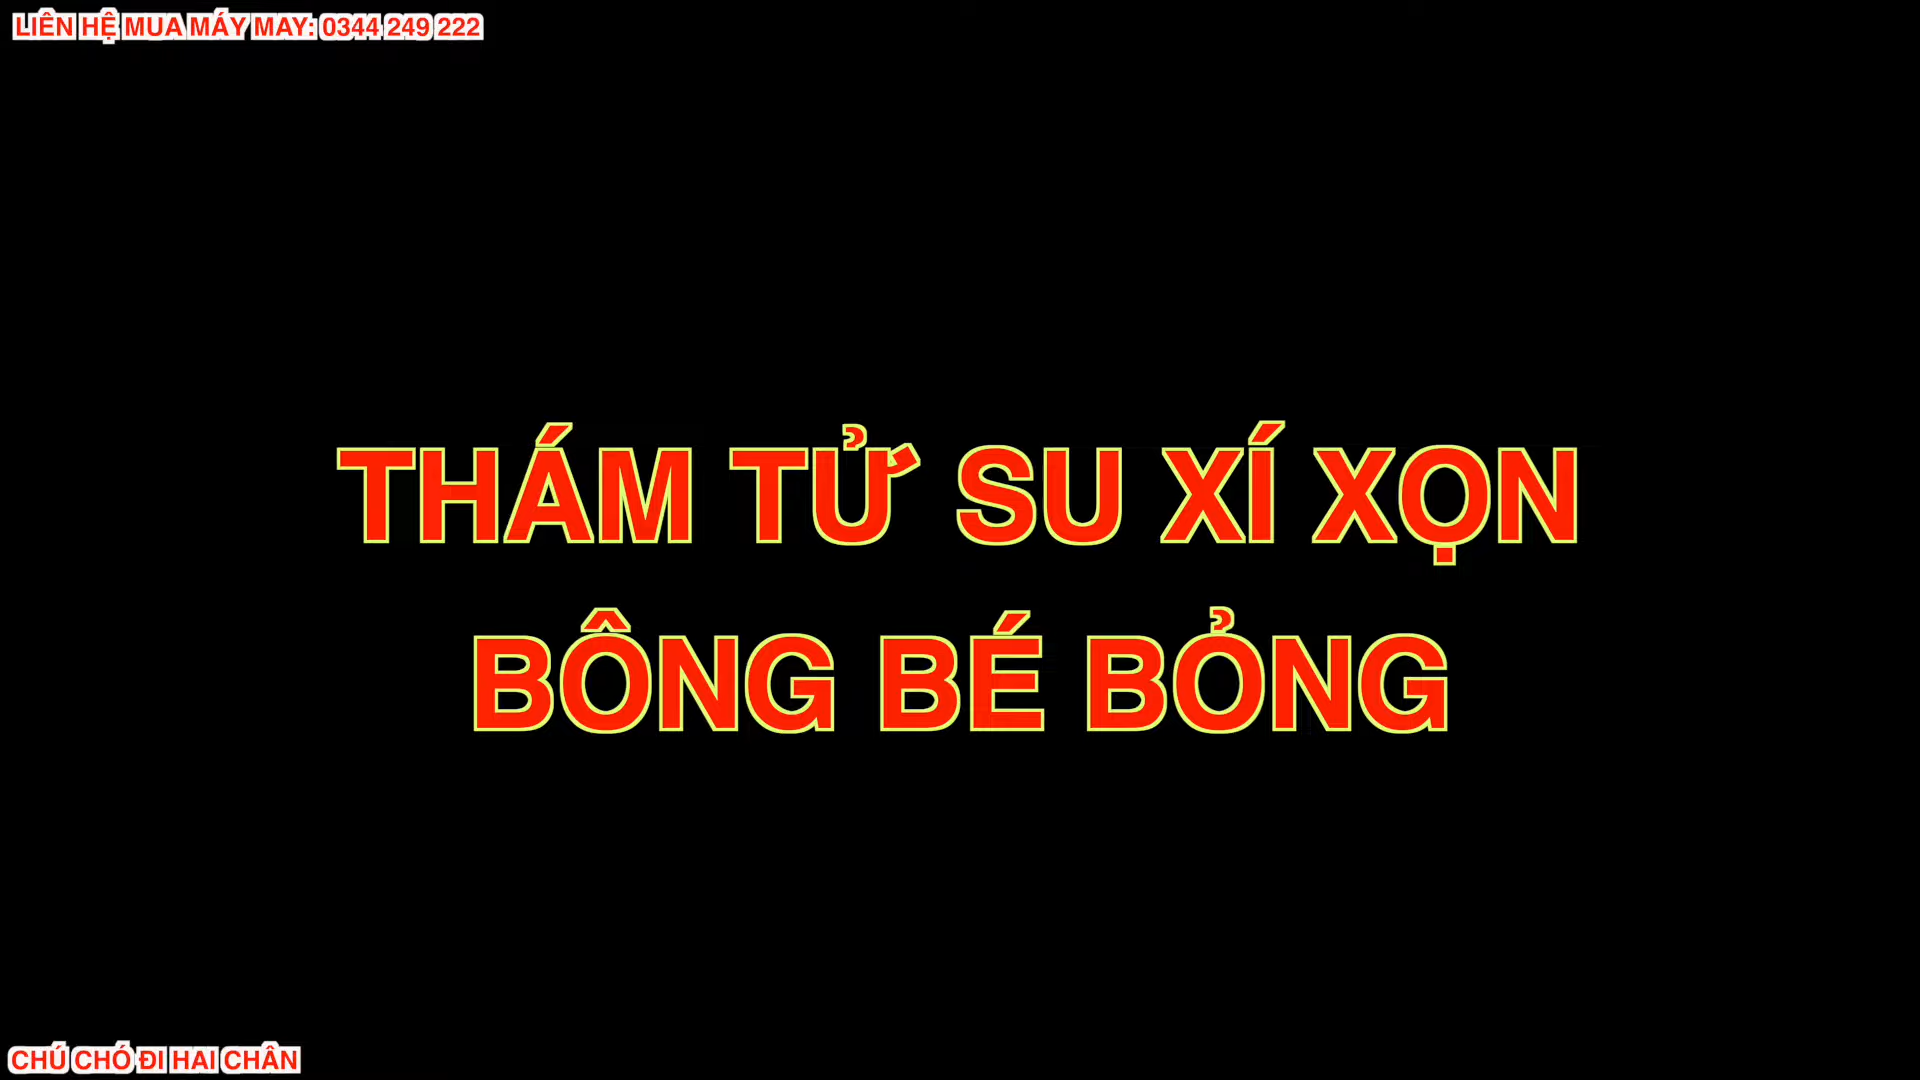 LIÊN HỆ MUA MÁY MAY: 0344 249 222
THÁM TỬ SU XÍ XỌN
BÔNG BÉ BỎNG
CHÚ CHÓ ĐI HAI CHÂN